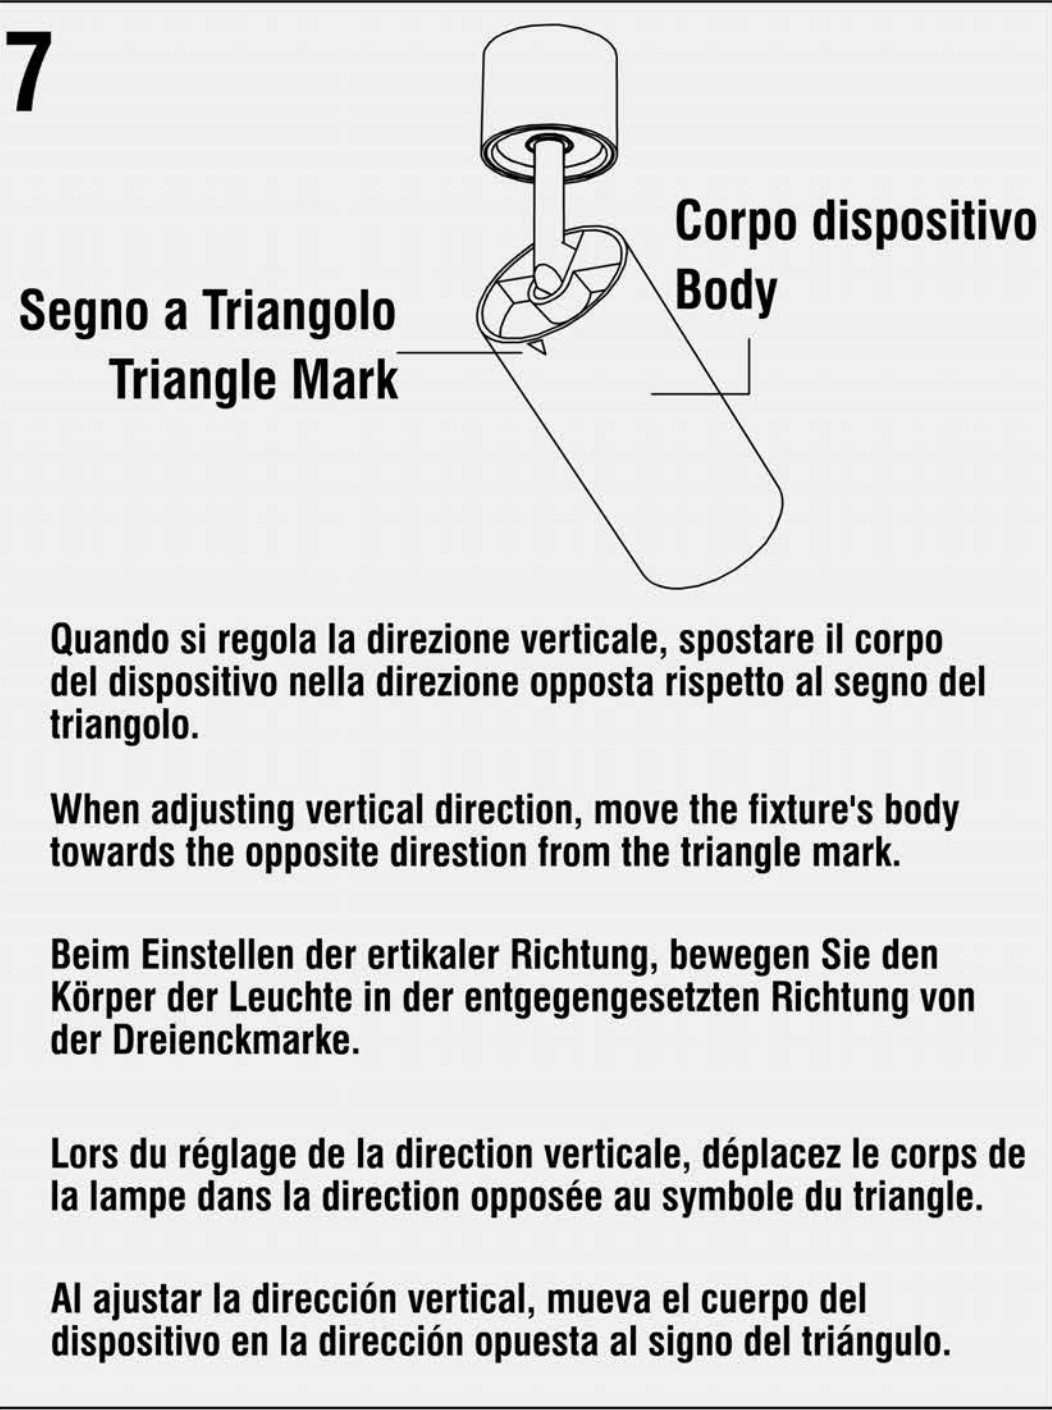 7
Corpo dispositivo
Body
Segno a Triangolo
Triangle Mark
Quando si regola la direzione verticale, spostare il corpo
del dispositivo nella direzione opposta rispetto al segno del
triangolo.
When adjusting vertical direction, move the fixture's body
towards the opposite direstion from the triangle mark.
Beim Einstellen der ertikaler Richtung, bewegen Sie den
Körper der Leuchte in der entgegengesetzten Richtung von
der Dreienckmarke.
Lors du réglage de la direction verticale, déplacez le corps de
la lampe dans la direction opposée au symbole du triangle.
Al ajustar la dirección vertical, mueva el cuerpo del
dispositivo en la dirección opuesta al signo del triángulo.